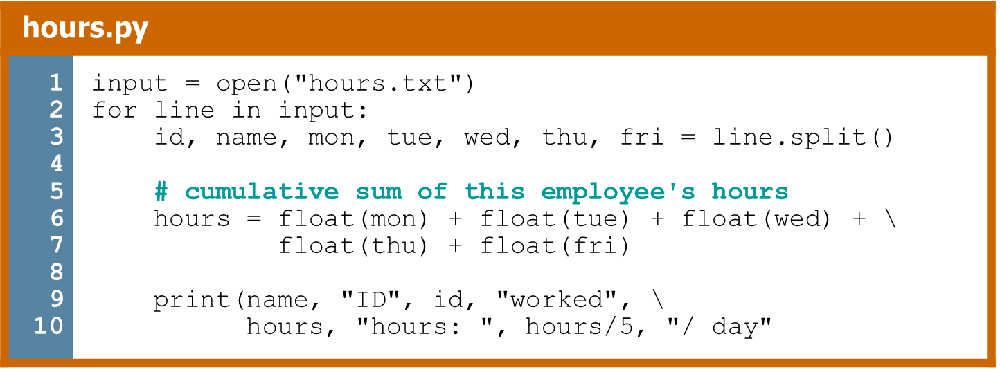 hours.py
1 input = open("hours.txt")
2 for line in input:
3     id, name, mon, tue, wed, thu, fri = line.split()
4
5     # cumulative sum of this employee's hours
6     hours = float(mon) + float(tue) + float(wed) + \
7             float(thu) + float(fri)
8
9     print(name, "ID", id, "worked", \
10           hours, "hours: ", hours/5, "/ day"